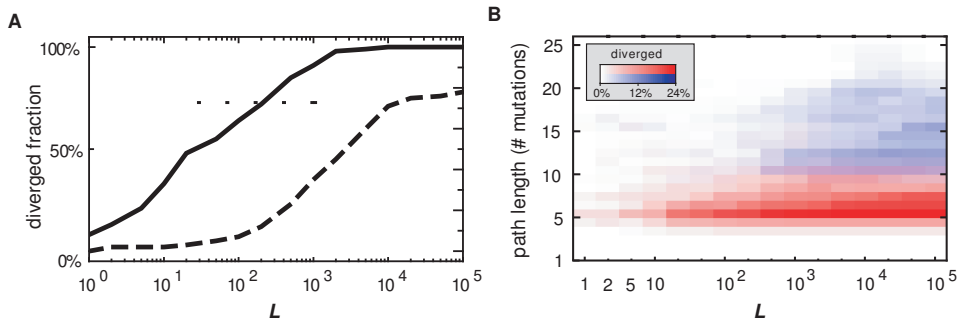 A
100%
50%
0%
diverged fraction
10^0
10^1
10^2
10^3
10^4
10^5
L
B
25
20
15
10
5
1
path length (# mutations)
diverged
0% 12% 24%
1 2 5 10 10^2 10^3 10^4 10^5
L